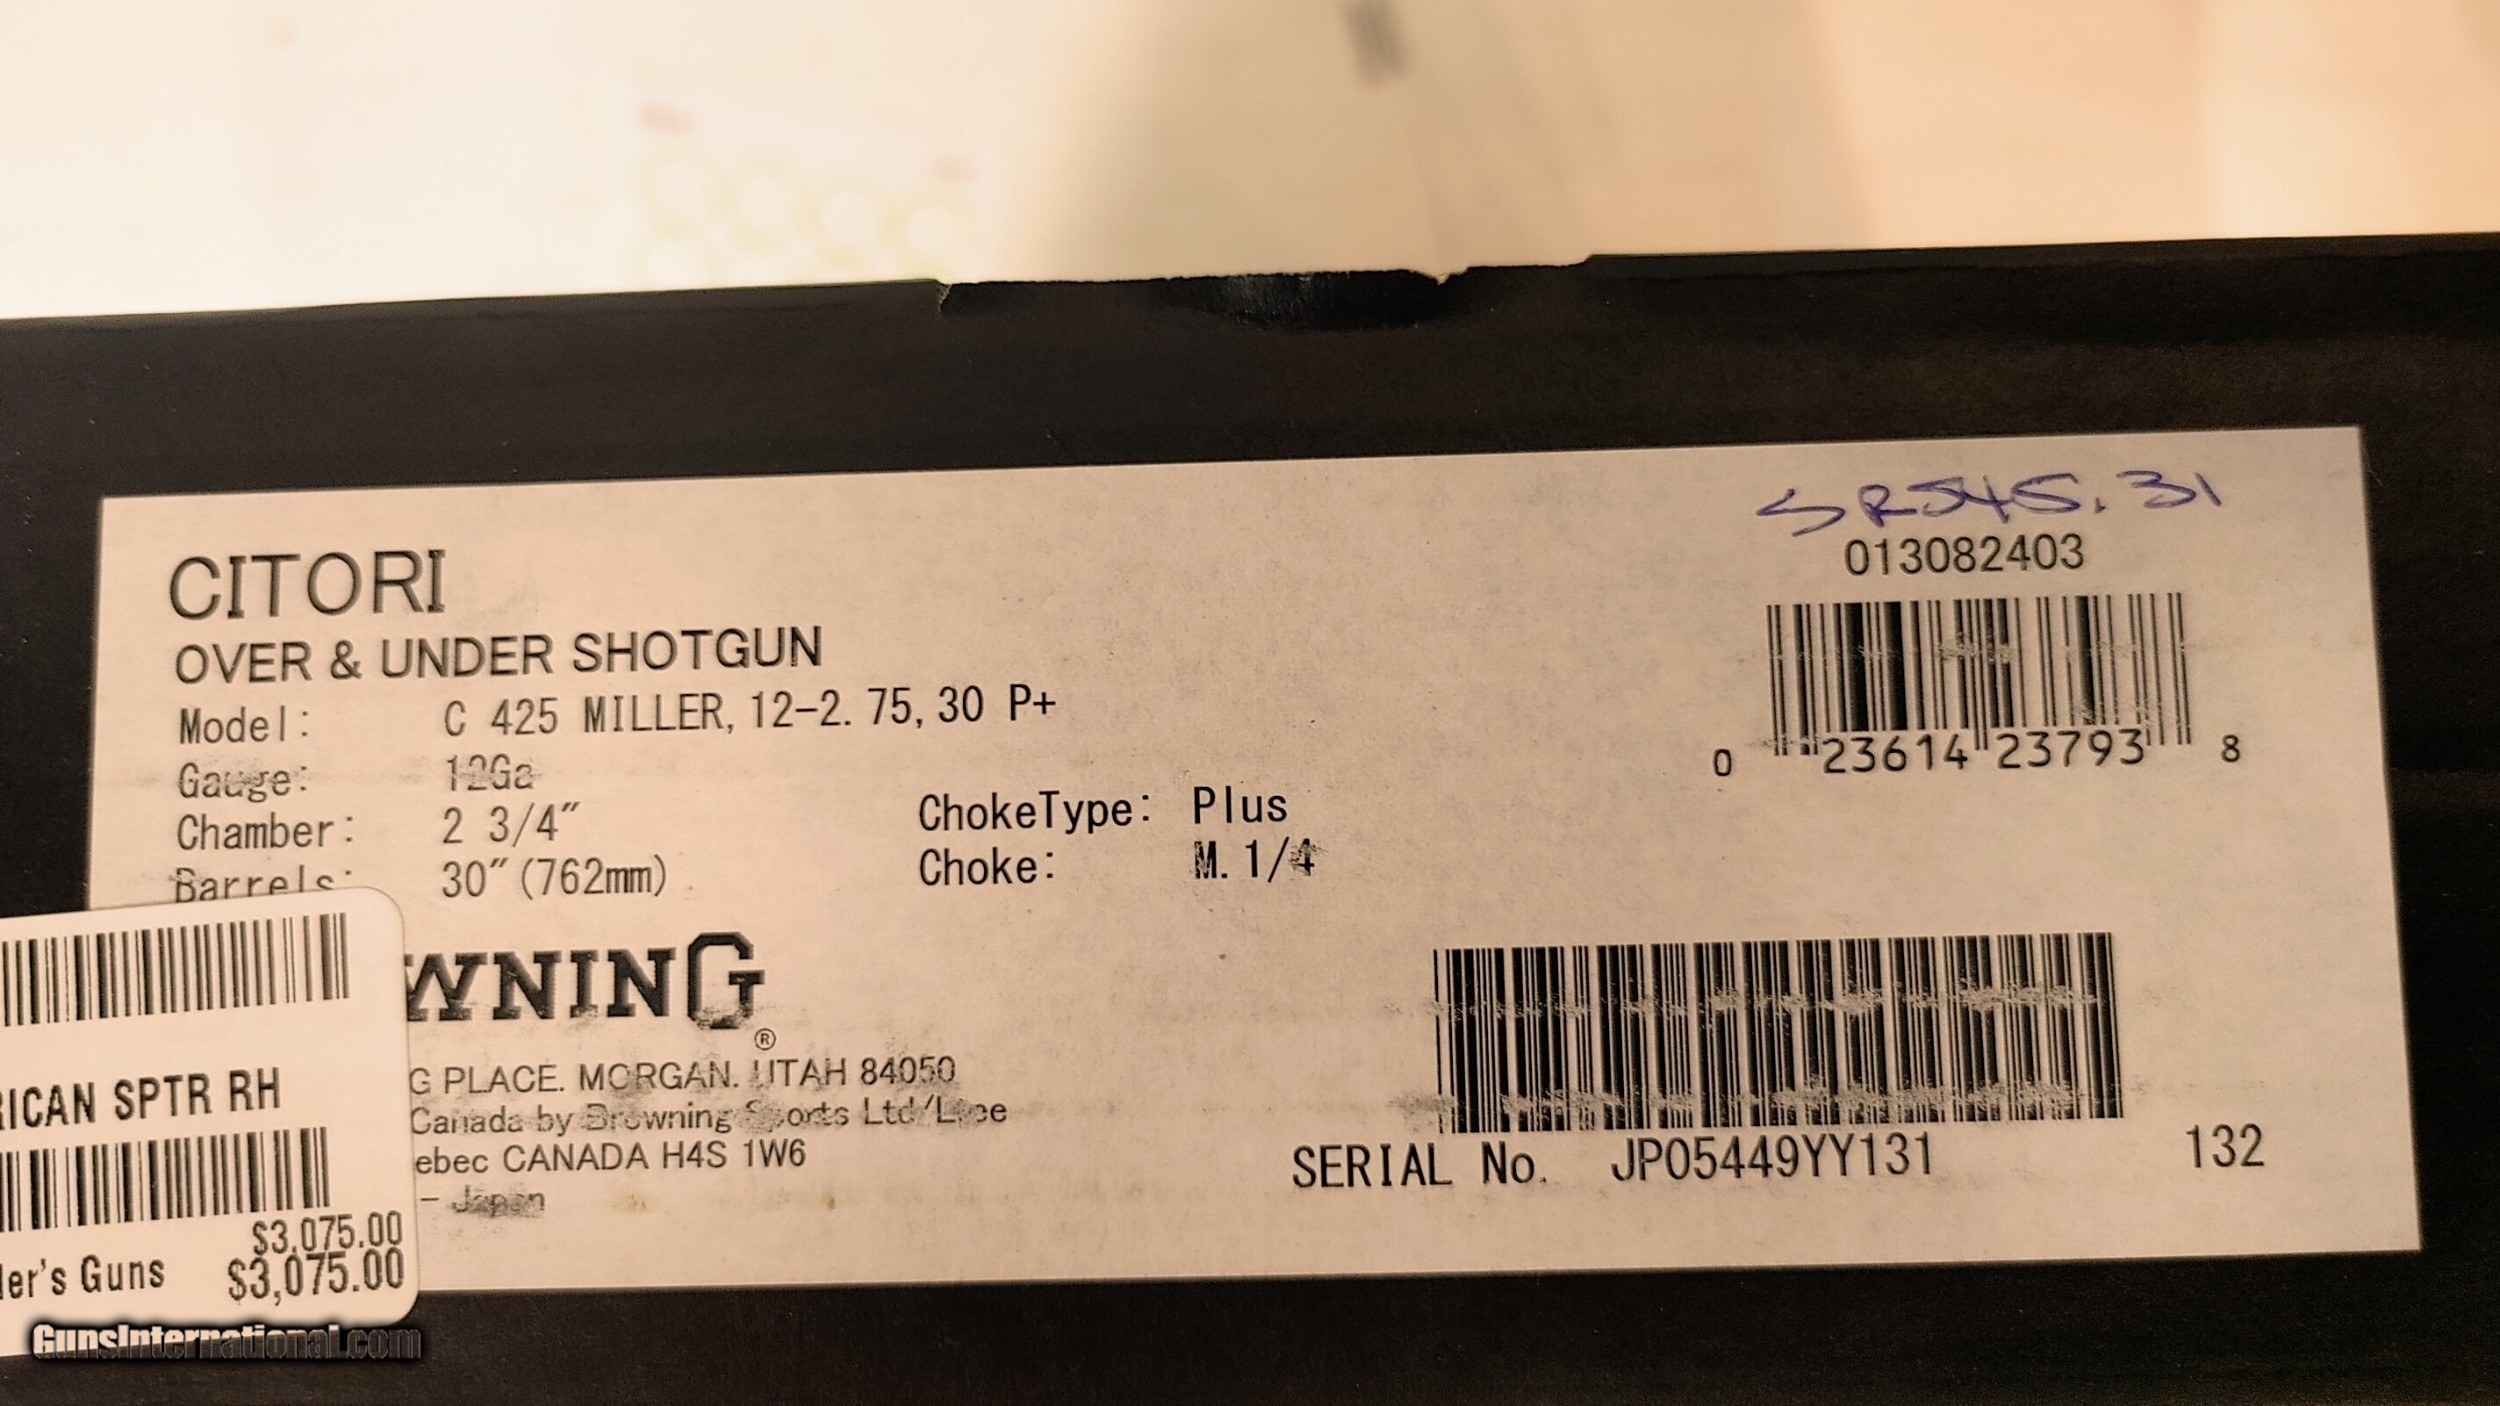 SR545.31
013082403
0 23614 23793 8
CITORI
OVER & UNDER SHOTGUN
Model: C 425 MILLER, 12-2.75, 30 P+
Gauge: 12Ga
Chamber: 2 3/4"
Barrels: 30"(762mm)
ChokeType: Plus
Choke: M. 1/4
WNING®
G PLACE. MORGAN. UTAH 84050
Canada by Browning Sports Ltd/Ltee
ebec CANADA H4S 1W6
- Japan
SERIAL No. JP05449YY131
132
RICAN SPTR RH
$3,075.00
ler's Guns $3,075.00
GunsInternational.com